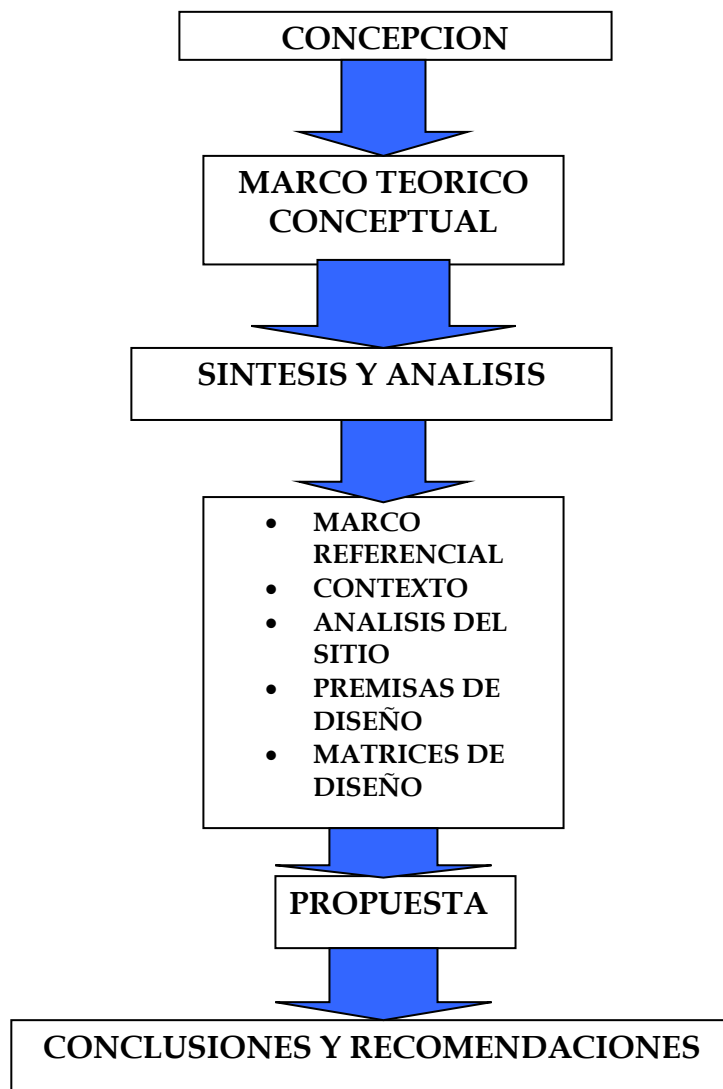 CONCEPCION
MARCO TEORICO
CONCEPTUAL
SINTESIS Y ANALISIS
• MARCO
REFERENCIAL
• CONTEXTO
• ANALISIS DEL
SITIO
• PREMISAS DE
DISEÑO
• MATRICES DE
DISEÑO
PROPUESTA
CONCLUSIONES Y RECOMENDACIONES